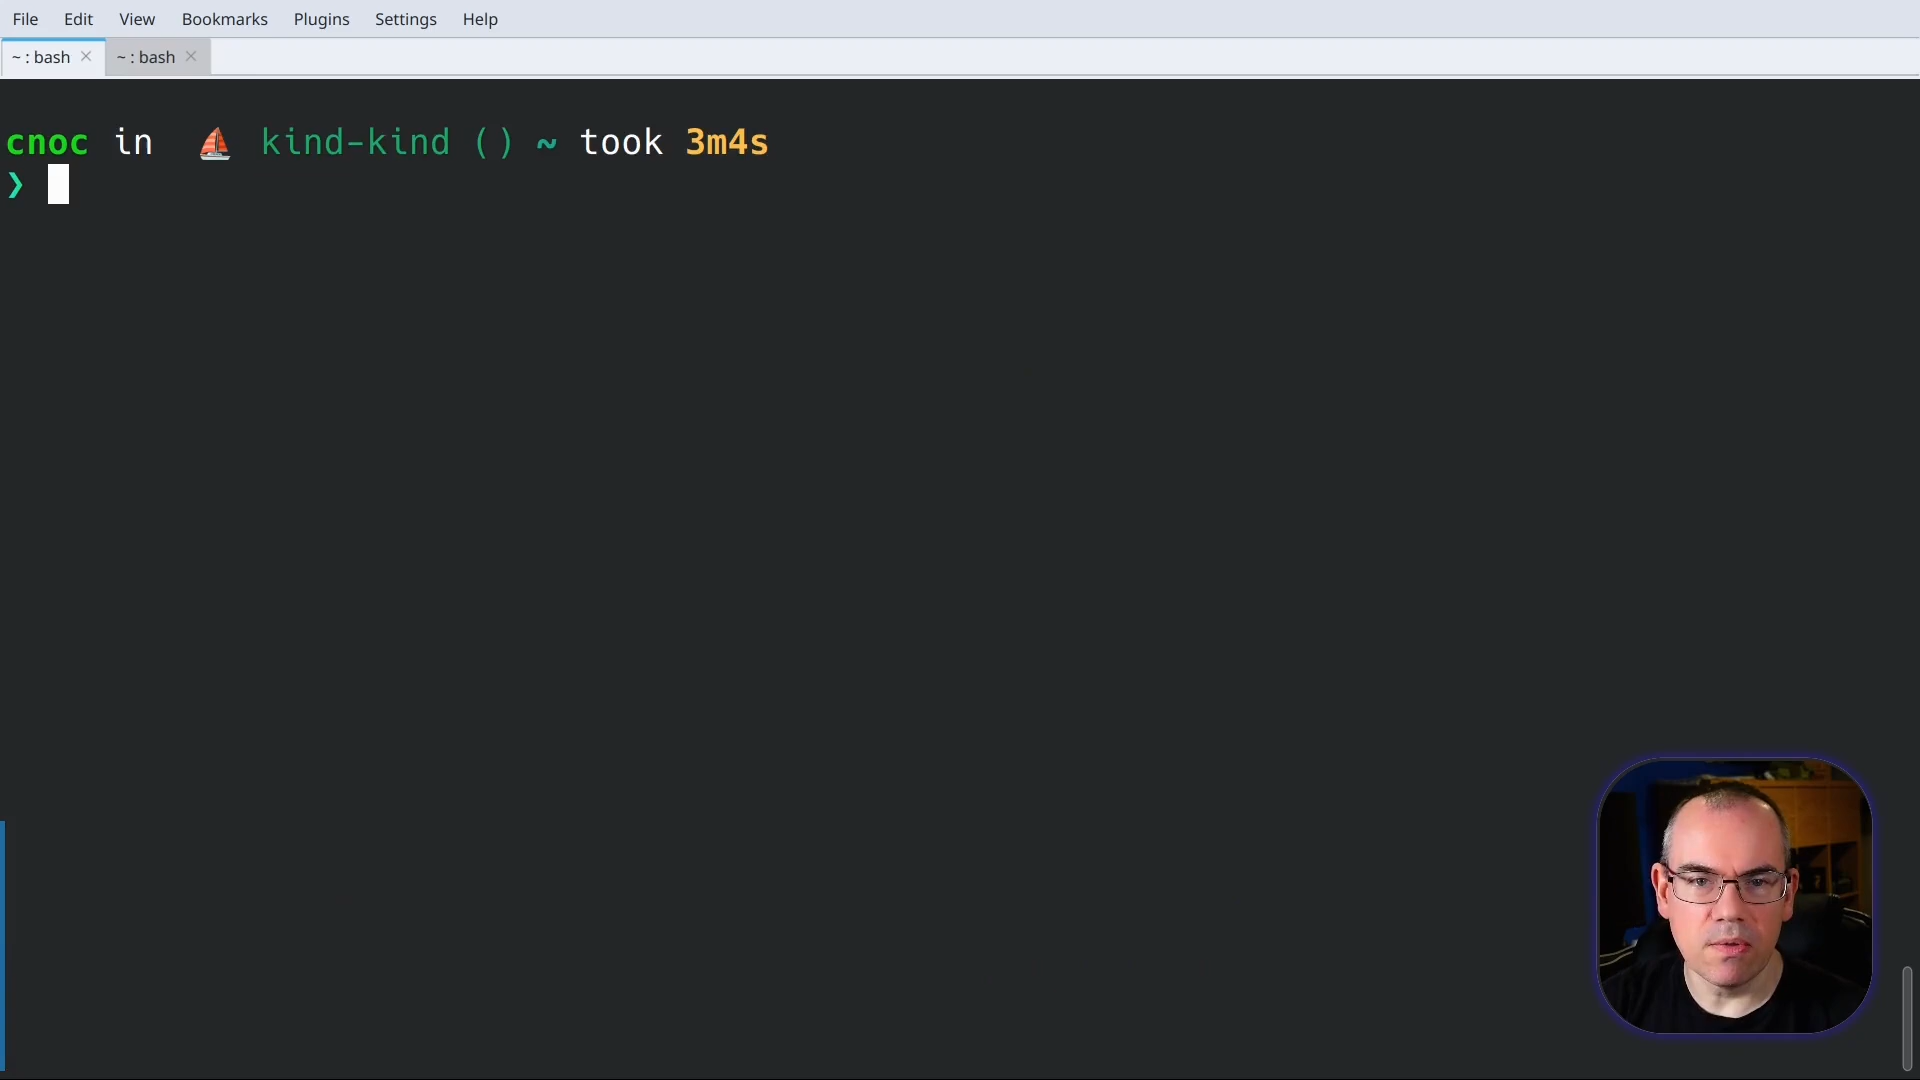 File Edit View Bookmarks Plugins Settings Help
~ : bash ~ : bash
cnoc in ⛵ kind-kind () ~ took 3m4s
❯